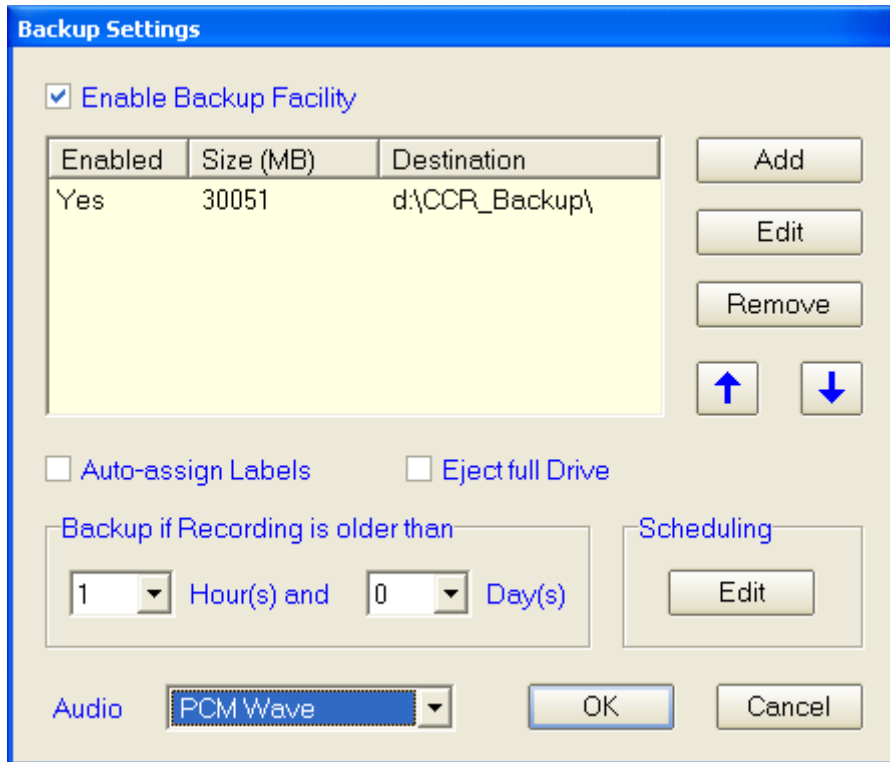 Backup Settings
Enable Backup Facility
Enabled Size (MB) Destination
Yes 30051 d:\CCR_Backup\
Add
Edit
Remove
Auto-assign Labels Eject full Drive
Backup if Recording is older than
1 Hour(s) and 0 Day(s)
Scheduling
Edit
Audio PCM Wave OK Cancel